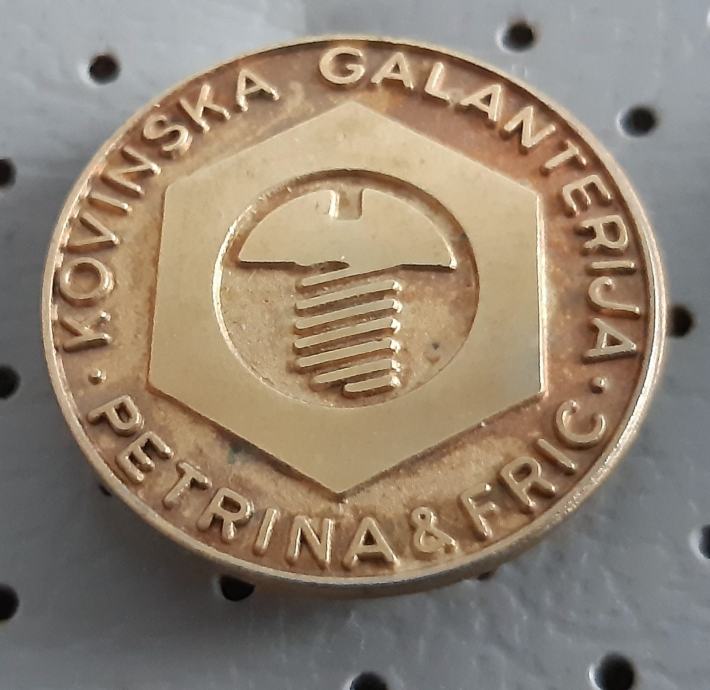 KOVINSKA GALANTERIJA
· PETRINA & FRIC ·